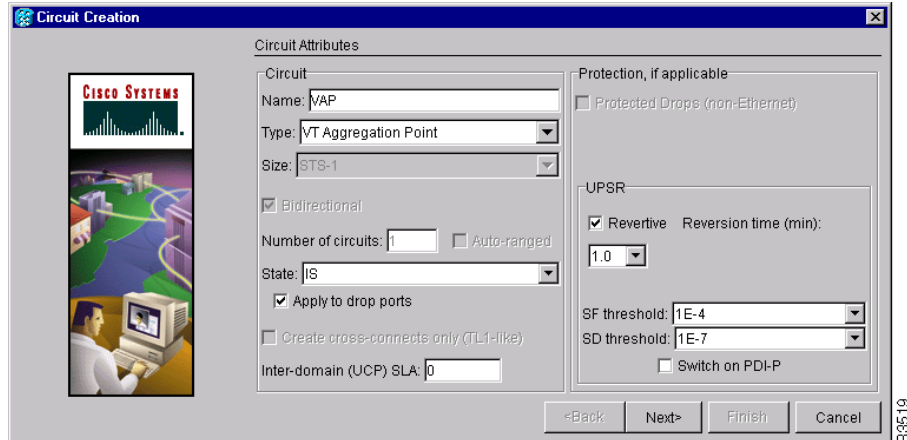 Circuit Creation
Circuit Attributes
CISCO SYSTEMS
Circuit
Name: VAP
Type: VT Aggregation Point
Size: STS-1
Bidirectional
Number of circuits: 1 Auto-ranged
State: IS
Apply to drop ports
Create cross-connects only (TL1-like)
Inter-domain (UCP) SLA: 0
Protection, if applicable
Protected Drops (non-Ethernet)
UPSR
Revertive Reversion time (min):
1.0
SF threshold: 1E-4
SD threshold: 1E-7
Switch on PDI-P
<Back Next> Finish Cancel
83519